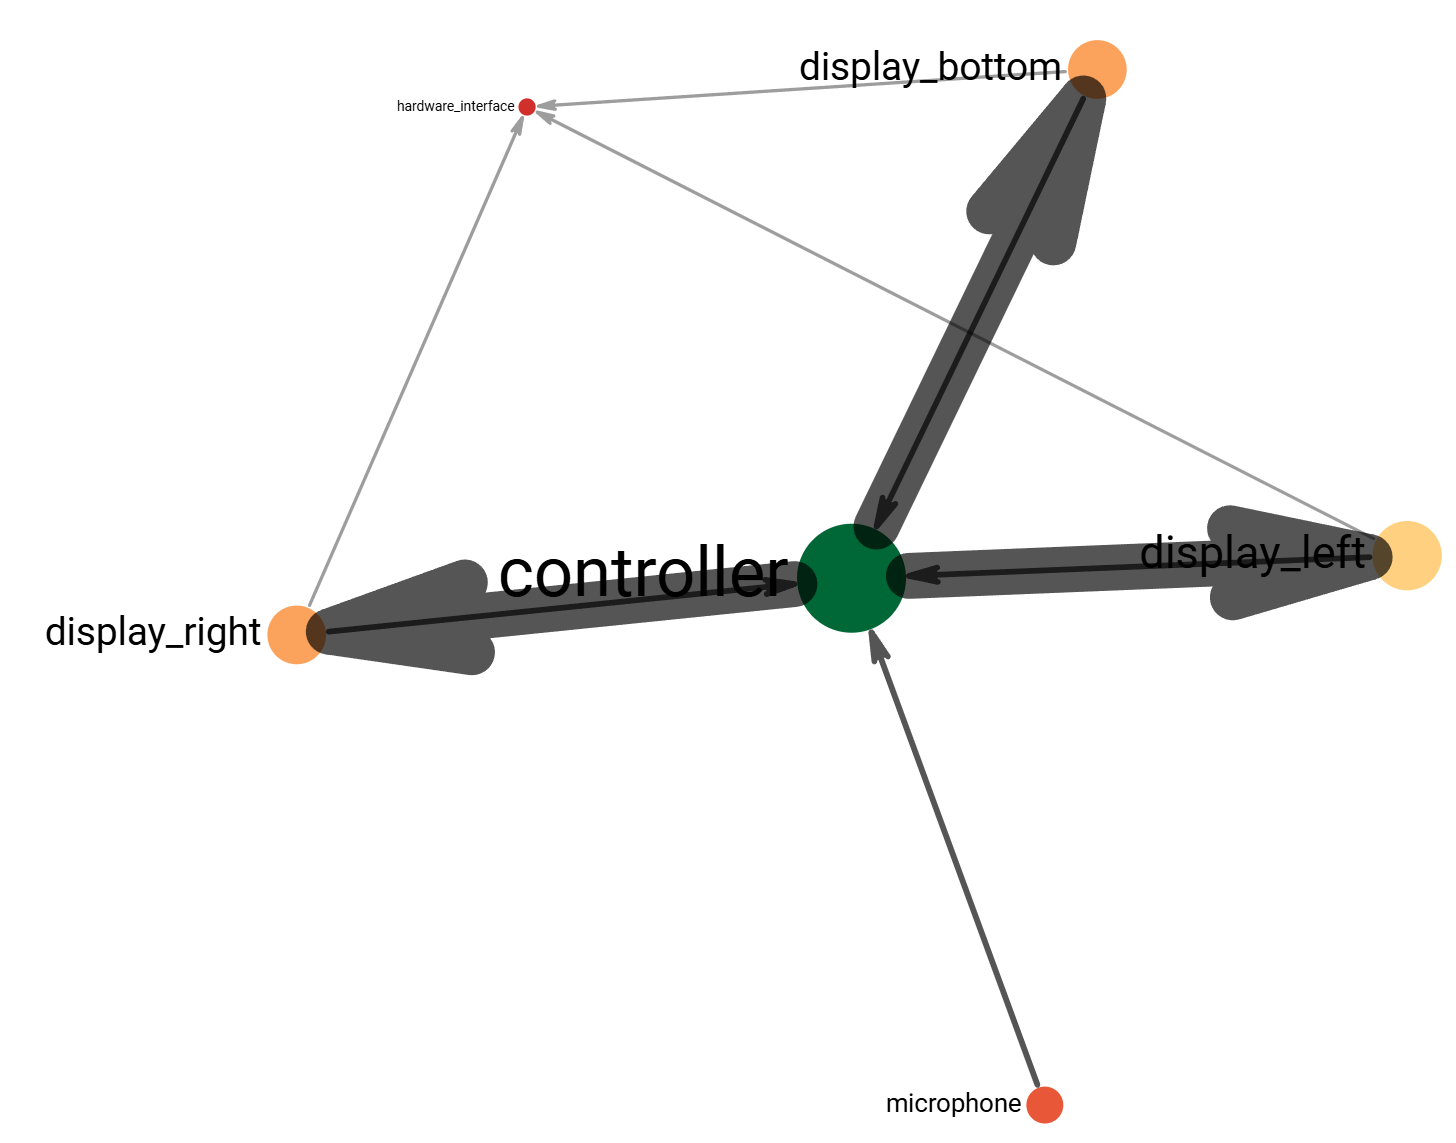 display_bottom
hardware_interface
display_left
controller
display_right
microphone